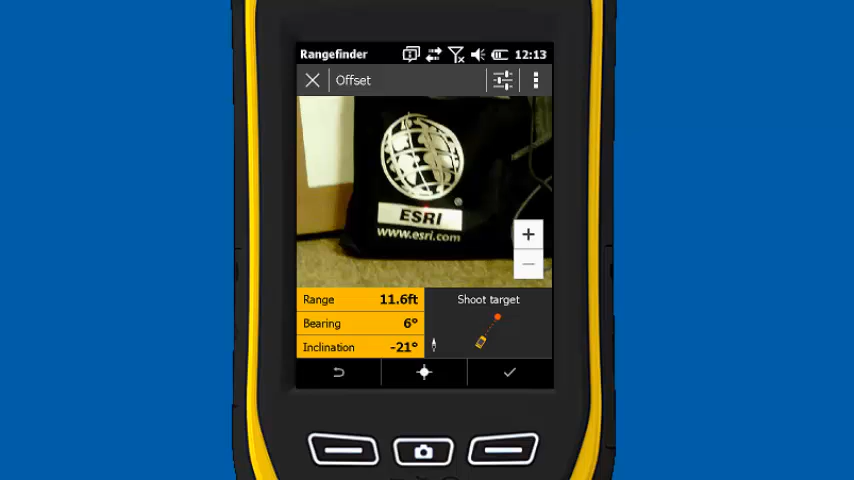 Rangefinder 12:13
Offset
ESRI
www.esri.com
+
−
Range 11.6ft
Bearing 6°
Inclination -21°
Shoot target